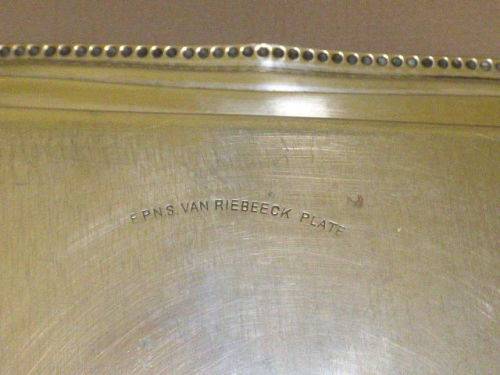 E.P.N.S. VAN RIEBEECK PLATE